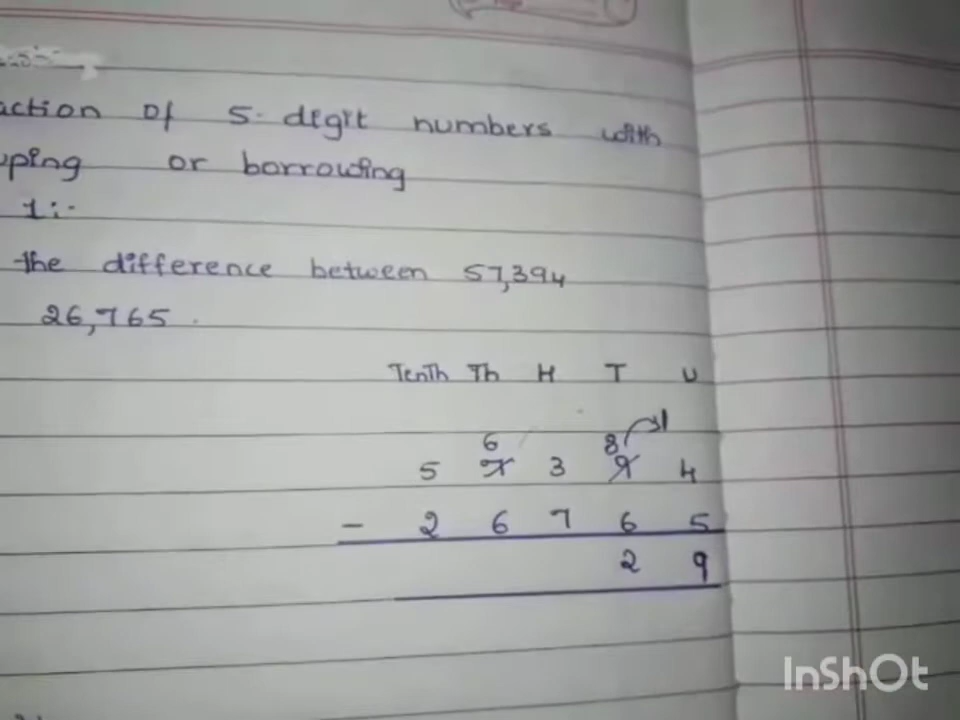 action of 5-digit numbers with
uping or borrowing
1:-
the difference between 57,394
26,765.
TenTh Th H T U
6 8 1
5 7 3 9 4
- 2 6 7 6 5
2 9
InShOt